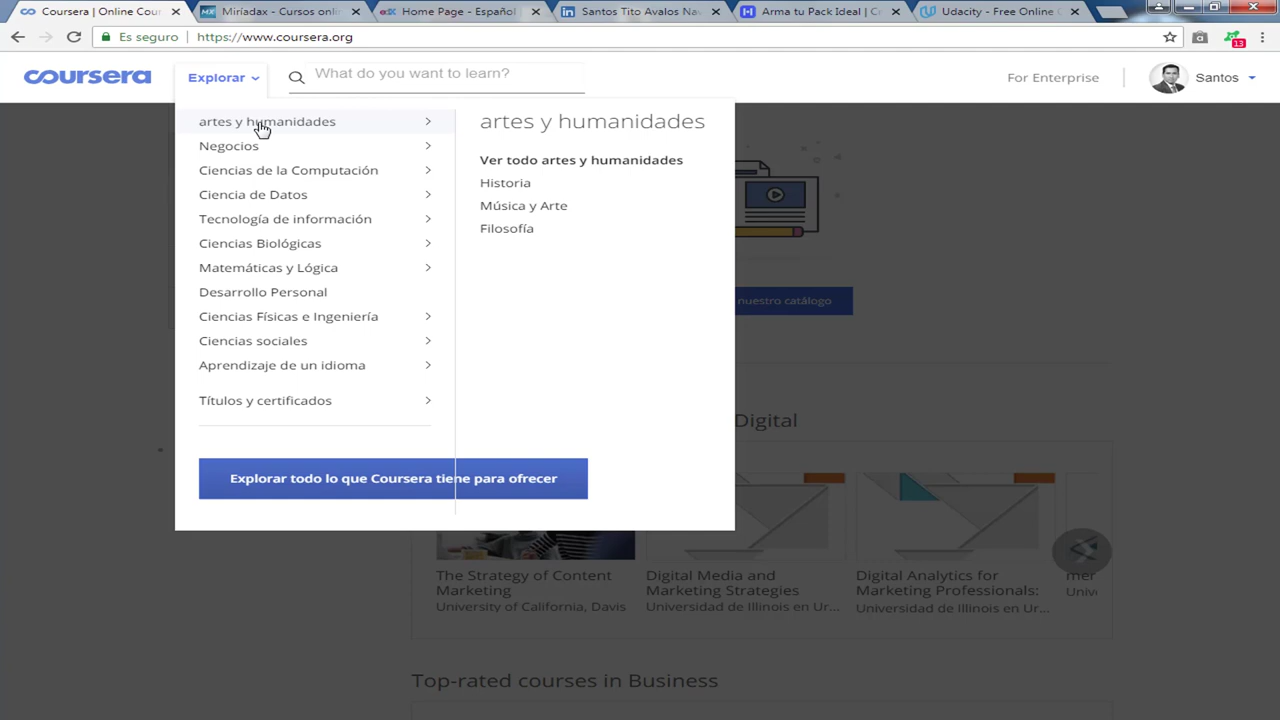 Coursera | Online Cour
Miríadax - Cursos onli
Home Page - Español
Santos Tito Avalos Na
Arma tu Pack Ideal | C
Udacity - Free Online C
Es seguro
https://www.coursera.org
13
coursera
Explorar
What do you want to learn?
For Enterprise
Santos
artes y humanidades
Negocios
Ciencias de la Computación
Ciencia de Datos
Tecnología de información
Ciencias Biológicas
Matemáticas y Lógica
Desarrollo Personal
Ciencias Físicas e Ingeniería
Ciencias sociales
Aprendizaje de un idioma
Títulos y certificados
Explorar todo lo que Coursera tiene para ofrecer
artes y humanidades
Ver todo artes y humanidades
Historia
Música y Arte
Filosofía
nuestro catálogo
Digital
The Strategy of Content
Marketing
University of California, Davis
Digital Media and
Marketing Strategies
Universidad de Illinois en Ur...
Digital Analytics for
Marketing Professionals:
Universidad de Illinois en Ur...
mer
Unive
Top-rated courses in Business